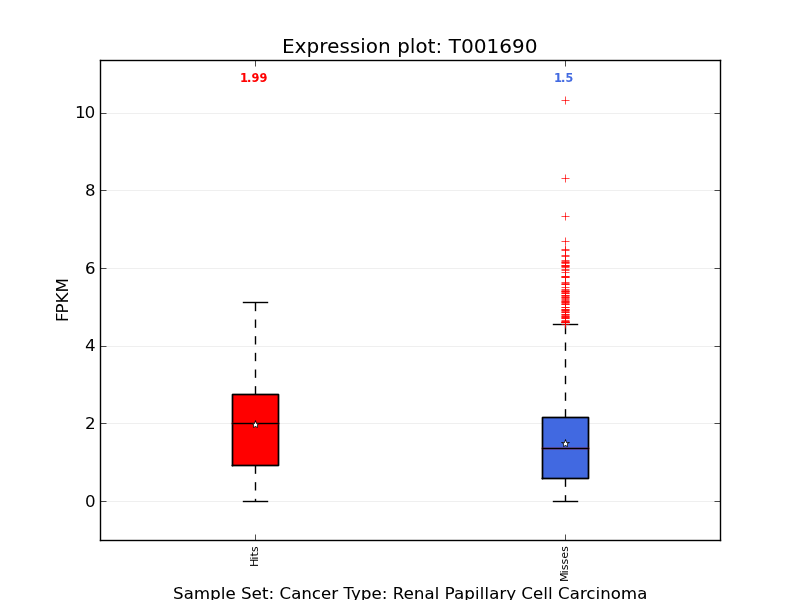 Expression plot: T001690
1.99
1.5
10
8
6
4
2
0
FPKM
Hits
Misses
Sample Set: Cancer Type: Renal Papillary Cell Carcinoma